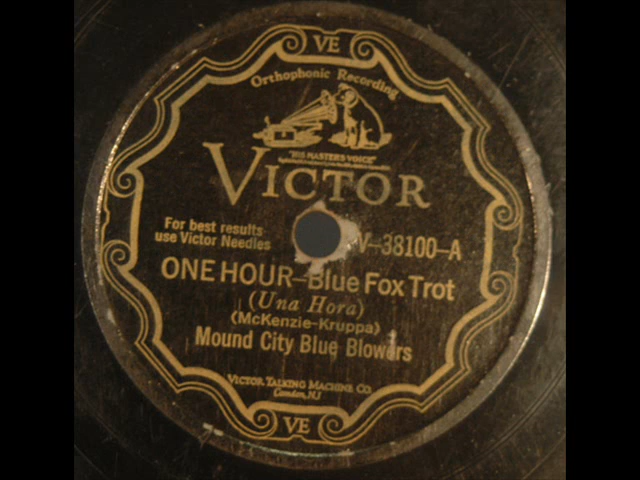 VE
Orthophonic Recording
"HIS MASTER'S VOICE"
VICTOR
For best results
use Victor Needles
V-38100-A
ONE HOUR-Blue Fox Trot
(Una Hora)
(McKenzie-Kruppa)
Mound City Blue Blowers
VICTOR TALKING MACHINE CO.
Camden, N.J.
VE